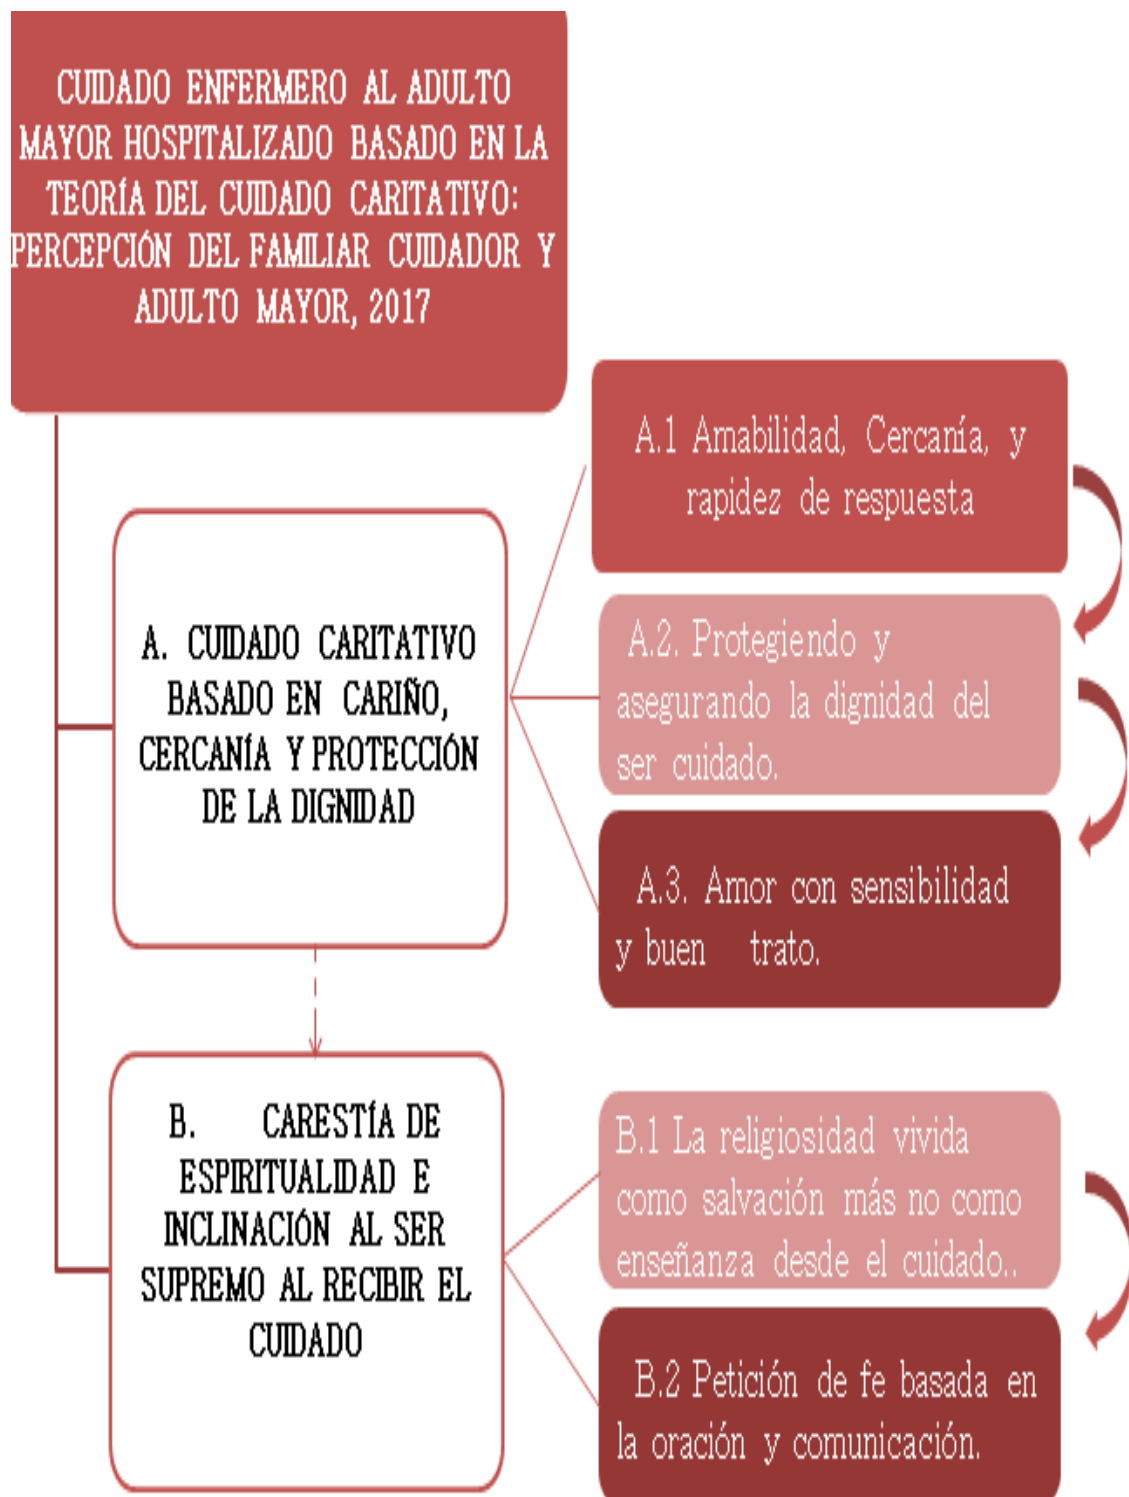 CUIDADO ENFERMERO AL ADULTO
MAYOR HOSPITALIZADO BASADO EN LA
TEORÍA DEL CUIDADO CARITATIVO:
PERCEPCIÓN DEL FAMILIAR CUIDADOR Y
ADULTO MAYOR, 2017
A. CUIDADO CARITATIVO
BASADO EN CARIÑO,
CERCANÍA Y PROTECCIÓN
DE LA DIGNIDAD
A.1 Amabilidad, Cercanía, y
rapidez de respuesta
A.2. Protegiendo y
asegurando la dignidad del
ser cuidado.
A.3. Amor con sensibilidad
y buen trato.
B. CARESTÍA DE
ESPIRITUALIDAD E
INCLINACIÓN AL SER
SUPREMO AL RECIBIR EL
CUIDADO
B.1 La religiosidad vivida
como salvación más no como
enseñanza desde el cuidado..
B.2 Petición de fe basada en
la oración y comunicación.